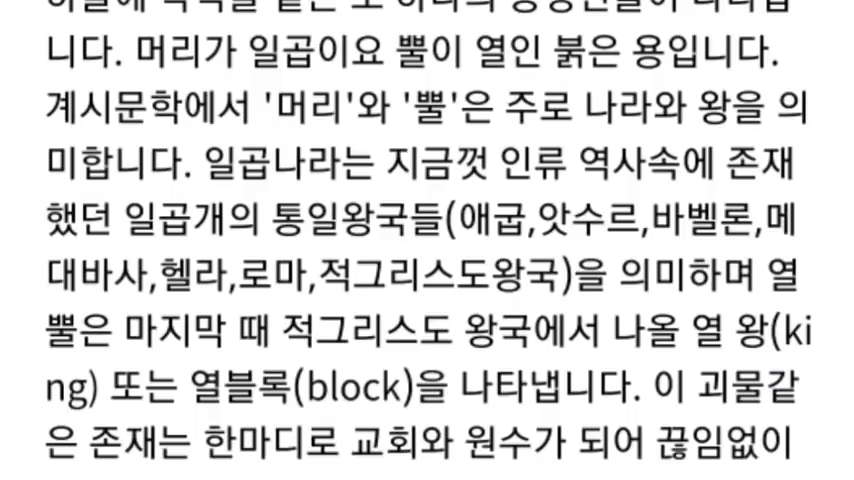 니다. 머리가 일곱이요 뿔이 열인 붉은 용입니다.
계시문학에서 '머리'와 '뿔'은 주로 나라와 왕을 의
미합니다. 일곱나라는 지금껏 인류 역사속에 존재
했던 일곱개의 통일왕국들(애굽,앗수르,바벨론,메
대바사,헬라,로마,적그리스도왕국)을 의미하며 열
뿔은 마지막 때 적그리스도 왕국에서 나올 열 왕(ki
ng) 또는 열블록(block)을 나타냅니다. 이 괴물같
은 존재는 한마디로 교회와 원수가 되어 끊임없이